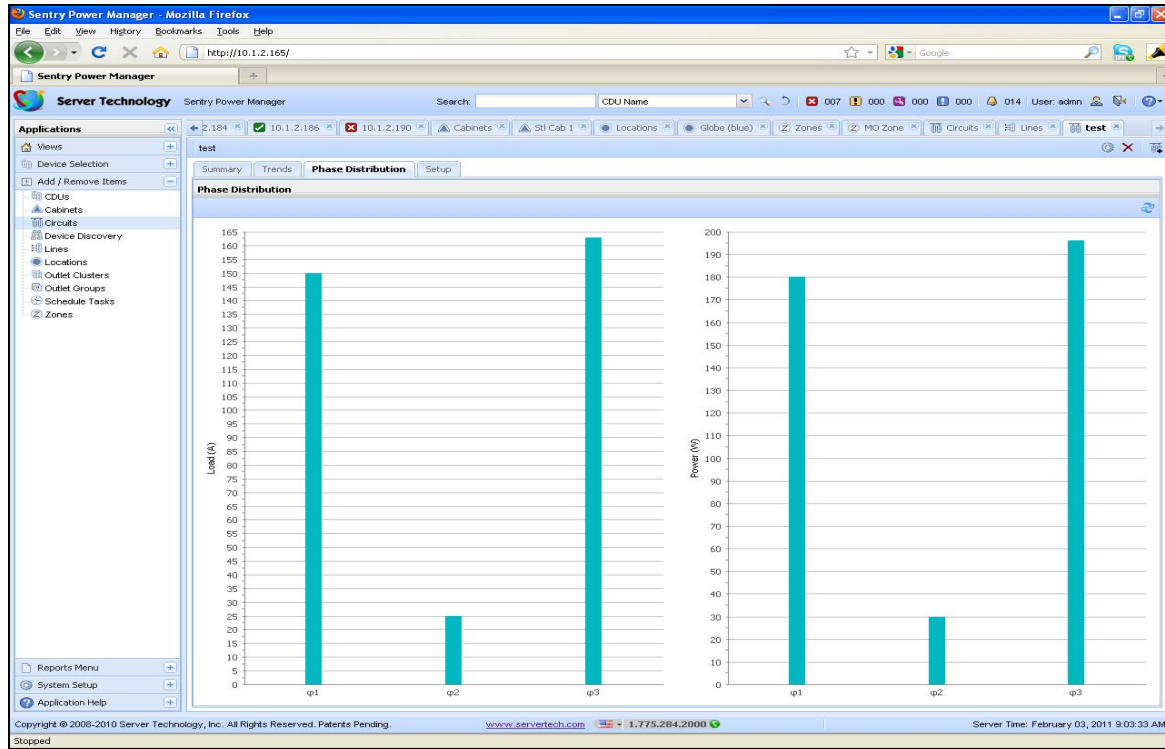 Sentry Power Manager - Mozilla Firefox
File Edit View History Bookmarks Tools Help
http://10.1.2.165/ Google
Sentry Power Manager
Server Technology Sentry Power Manager Search: CDU Name 007 000 000 000 014 User: admn
Applications
Views
Device Selection
Add / Remove Items
CDUs
Cabinets
Circuits
Device Discovery
Lines
Locations
Outlet Clusters
Outlet Groups
Schedule Tasks
Zones
Reports Menu
System Setup
Application Help
2.184 10.1.2.186 10.1.2.190 Cabinets Stl Cab 1 Locations Globe (blue) Zones MO Zone Circuits Lines test
test
Summary Trends Phase Distribution Setup
Phase Distribution
165
160
155
150
145
140
135
130
125
120
115
110
105
100
95
90
85
80
75
70
65
60
55
50
45
40
35
30
25
20
15
10
5
0
Load (A)
φ1 φ2 φ3
200
190
180
170
160
150
140
130
120
110
100
90
80
70
60
50
40
30
20
10
0
Power (W)
φ1 φ2 φ3
Copyright © 2008-2010 Server Technology, Inc. All Rights Reserved. Patents Pending. www.servertech.com 1.775.284.2000 Server Time: February 03, 2011 9:03:33 AM
Stopped